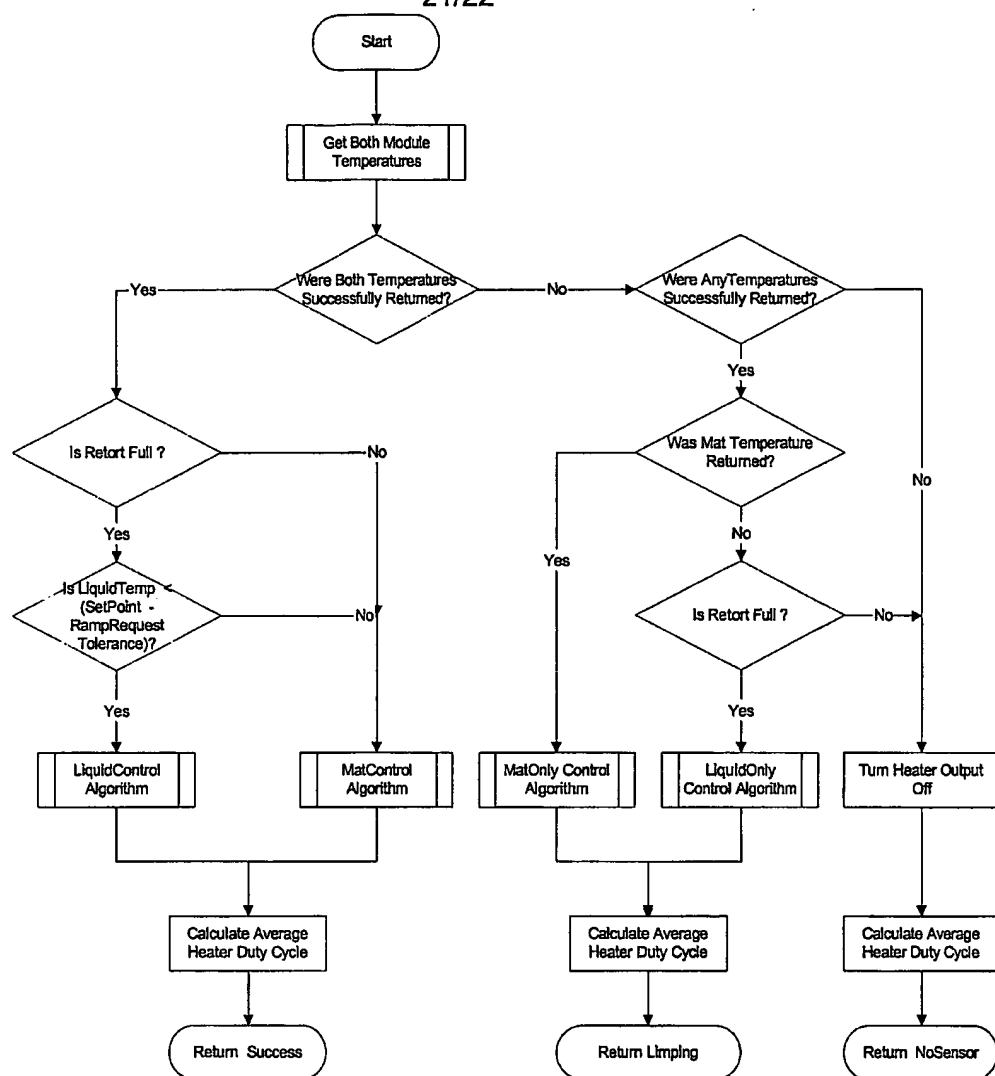 21/22
Start
Get Both Module
Temperatures
Were Both Temperatures
Successfully Returned?
Were AnyTemperatures
Successfully Returned?
Yes
No
Yes
Is Retort Full ?
No
Was Mat Temperature
Returned?
No
Yes
No
Yes
Is LiquidTemp <
(SetPoint -
RampRequest
Tolerance)?
No
Is Retort Full ?
No
Yes
Yes
LiquidControl
Algorithm
MatControl
Algorithm
MatOnly Control
Algorithm
LiquidOnly
Control Algorithm
Turn Heater Output
Off
Calculate Average
Heater Duty Cycle
Calculate Average
Heater Duty Cycle
Calculate Average
Heater Duty Cycle
Return Success
Return Limping
Return NoSensor